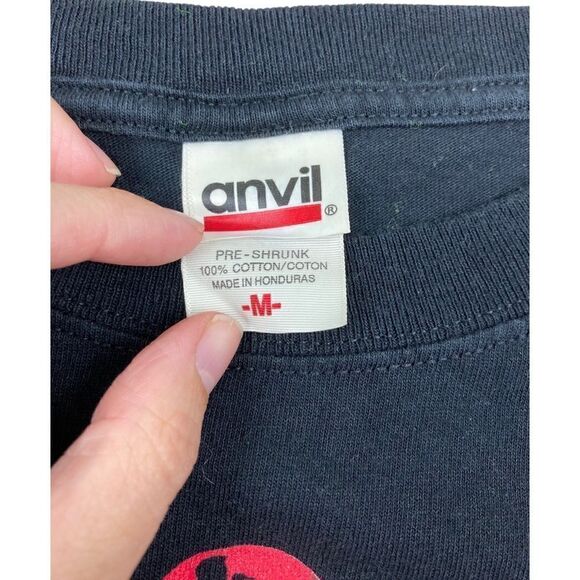 anvil®
PRE-SHRUNK
100% COTTON/COTON
MADE IN HONDURAS
-M-